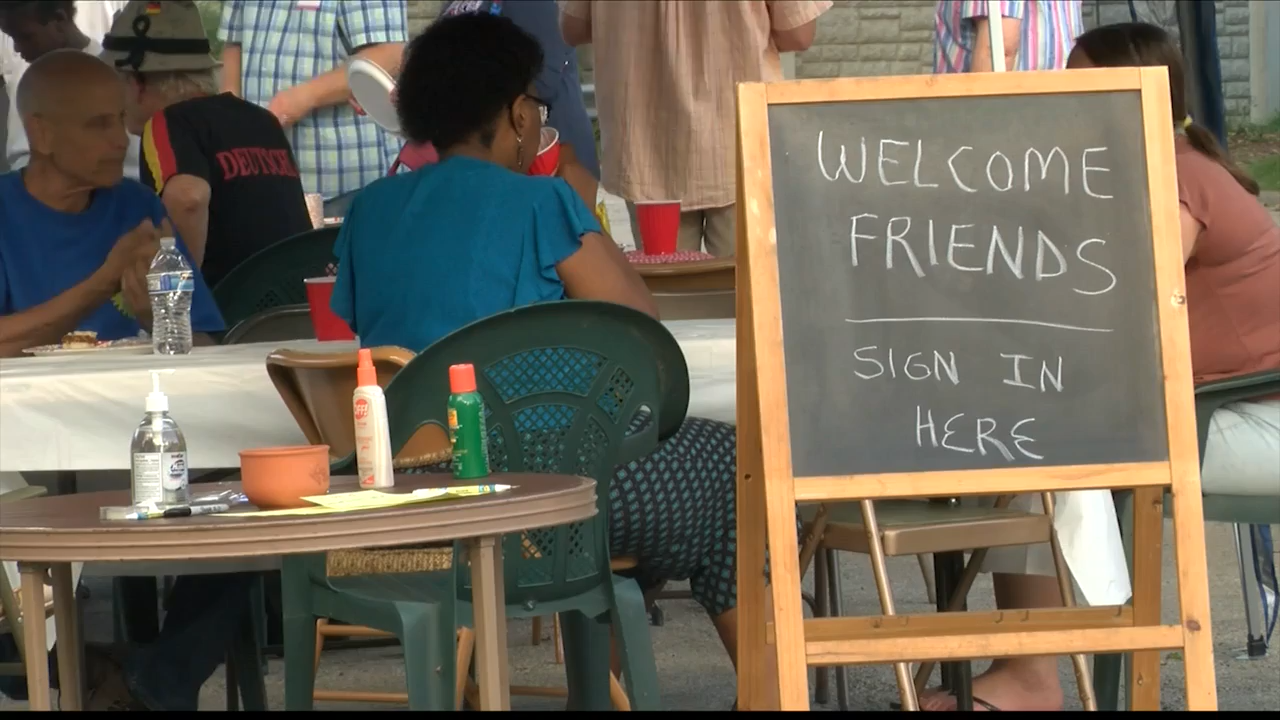 WELCOME
FRIENDS
SIGN IN
HERE
DEUTSCH
OFF!